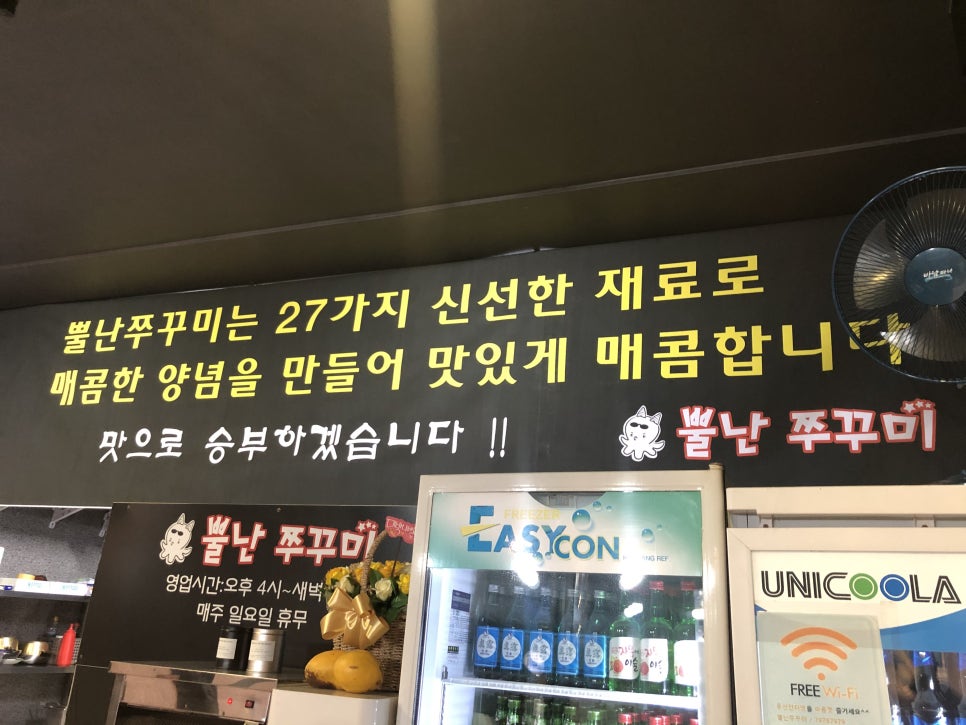 뿔난쭈꾸미는 27가지 신선한 재료로
매콤한 양념을 만들어 맛있게 매콤합니다
맛으로 승부하겠습니다 !!
뿔난 쭈꾸미
뿔난 쭈꾸미
영업시간:오후 4시~새벽
매주 일요일 휴무
FREEZER
EASY CON
REF.
UNICOOLA
FREE Wi-Fi